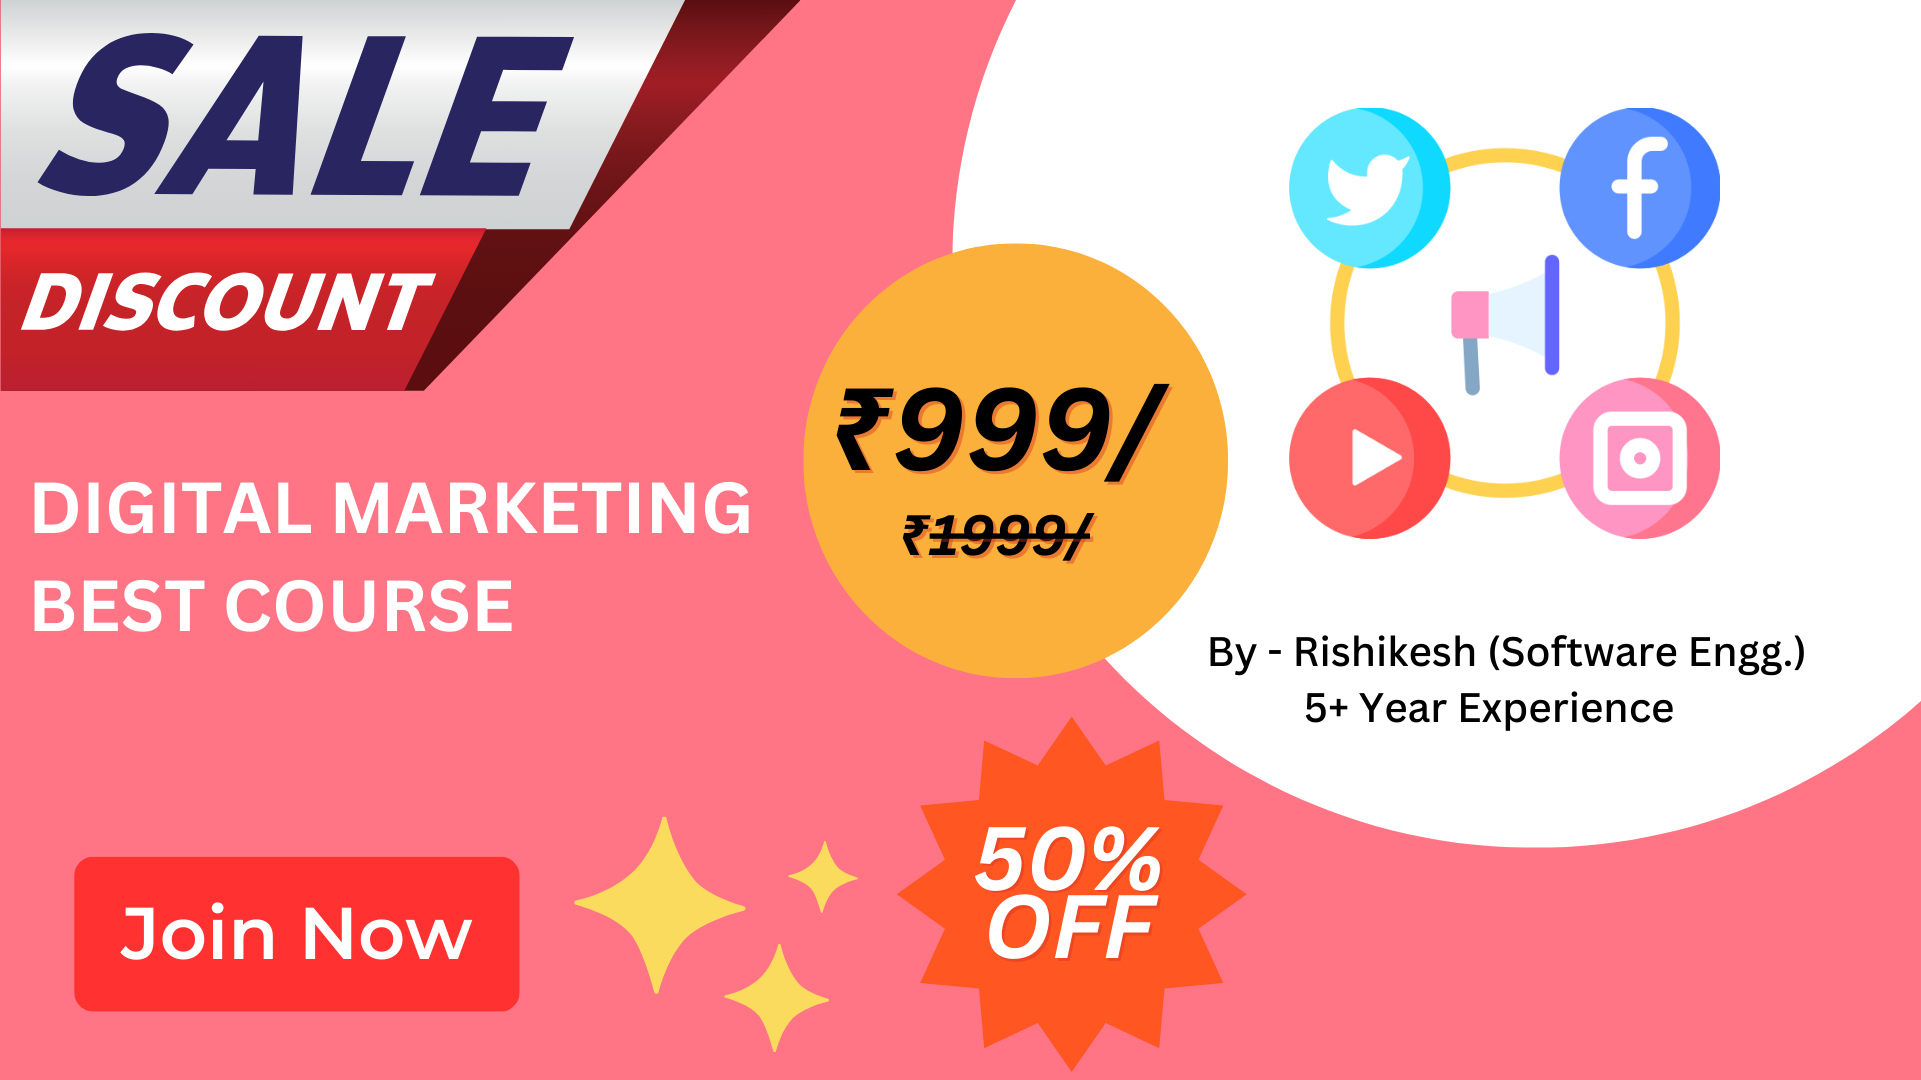 SALE
DISCOUNT
DIGITAL MARKETING
BEST COURSE
₹999/
₹1999/
By - Rishikesh (Software Engg.)
5+ Year Experience
50%
OFF
Join Now